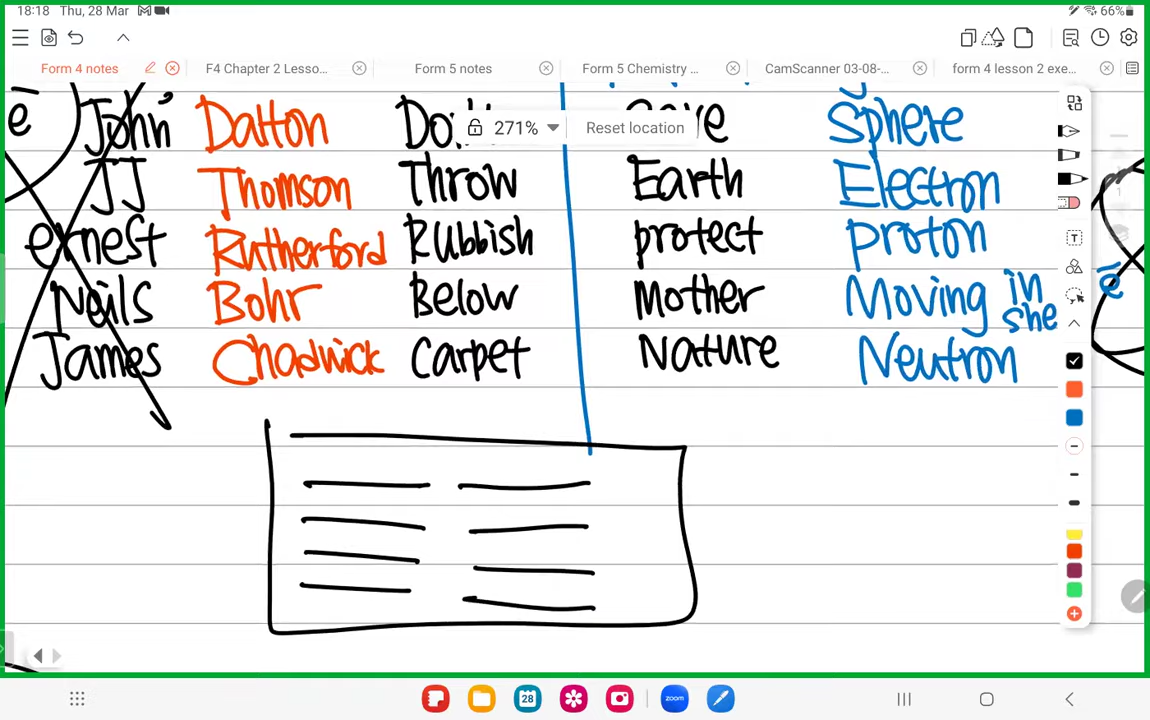 18:18 Thu, 28 Mar 66%
Form 4 notes F4 Chapter 2 Lesso... Form 5 notes Form 5 Chemistry ... CamScanner 03-08-... form 4 lesson 2 exe...
271% Reset location
ē John Dalton Sphere
JJ Thomson Throw Earth Electron
ernest Rutherford Rubbish protect proton
Neils Bohr Below Mother Moving in she ē
James Chadwick Carpet Nature Neutron
T
28 zoom